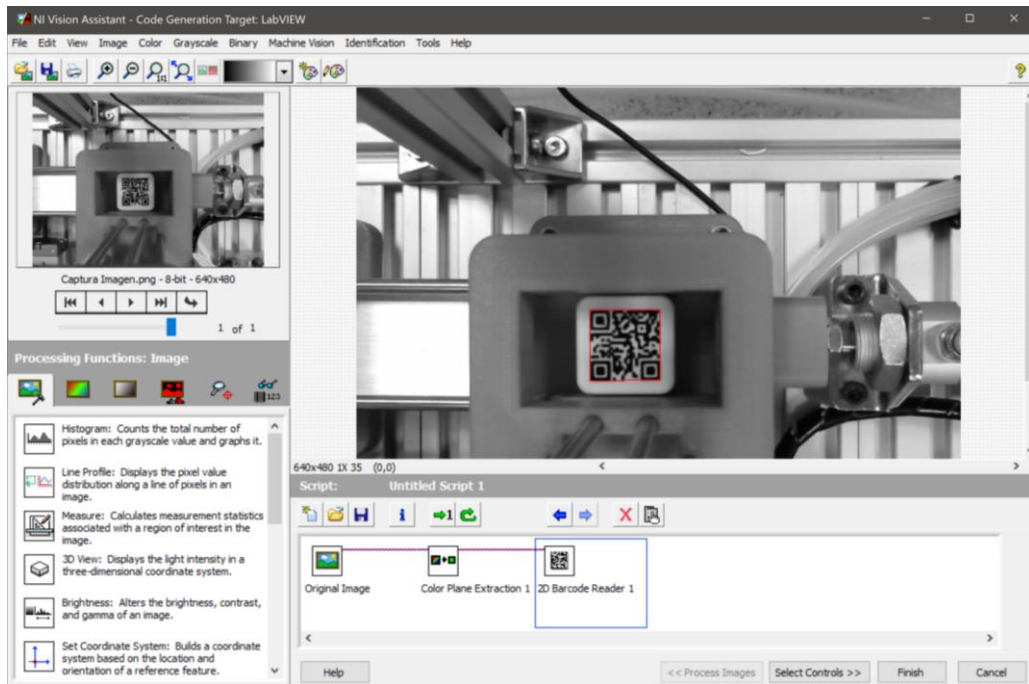 NI Vision Assistant - Code Generation Target: LabVIEW
File Edit View Image Color Grayscale Binary Machine Vision Identification Tools Help
1:1
?
Captura Imagen.png - 8-bit - 640x480
1 of 1
Processing Functions: Image
123
Histogram: Counts the total number of
pixels in each grayscale value and graphs it.
Line Profile: Displays the pixel value
distribution along a line of pixels in an
image.
Measure: Calculates measurement statistics
associated with a region of interest in the
image.
3D View: Displays the light intensity in a
three-dimensional coordinate system.
Brightness: Alters the brightness, contrast,
and gamma of an image.
Set Coordinate System: Builds a coordinate
system based on the location and
orientation of a reference feature.
640x480 1X 35 (0,0)
Script: Untitled Script 1
i
1
Original Image
Color Plane Extraction 1
2D Barcode Reader 1
Help
<< Process Images
Select Controls >>
Finish
Cancel